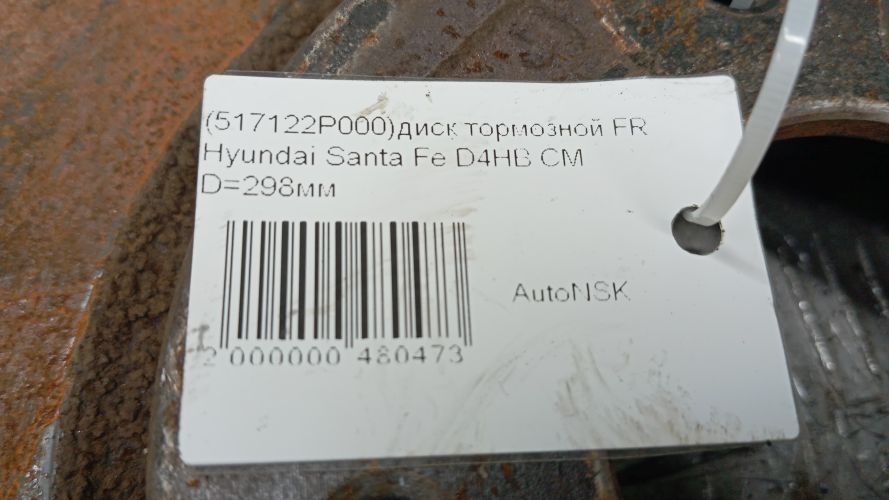 (517122P000)диск тормозной FR
Hyundai Santa Fe D4HB CM
D=298мм
AutoNSK
2 000000 480473